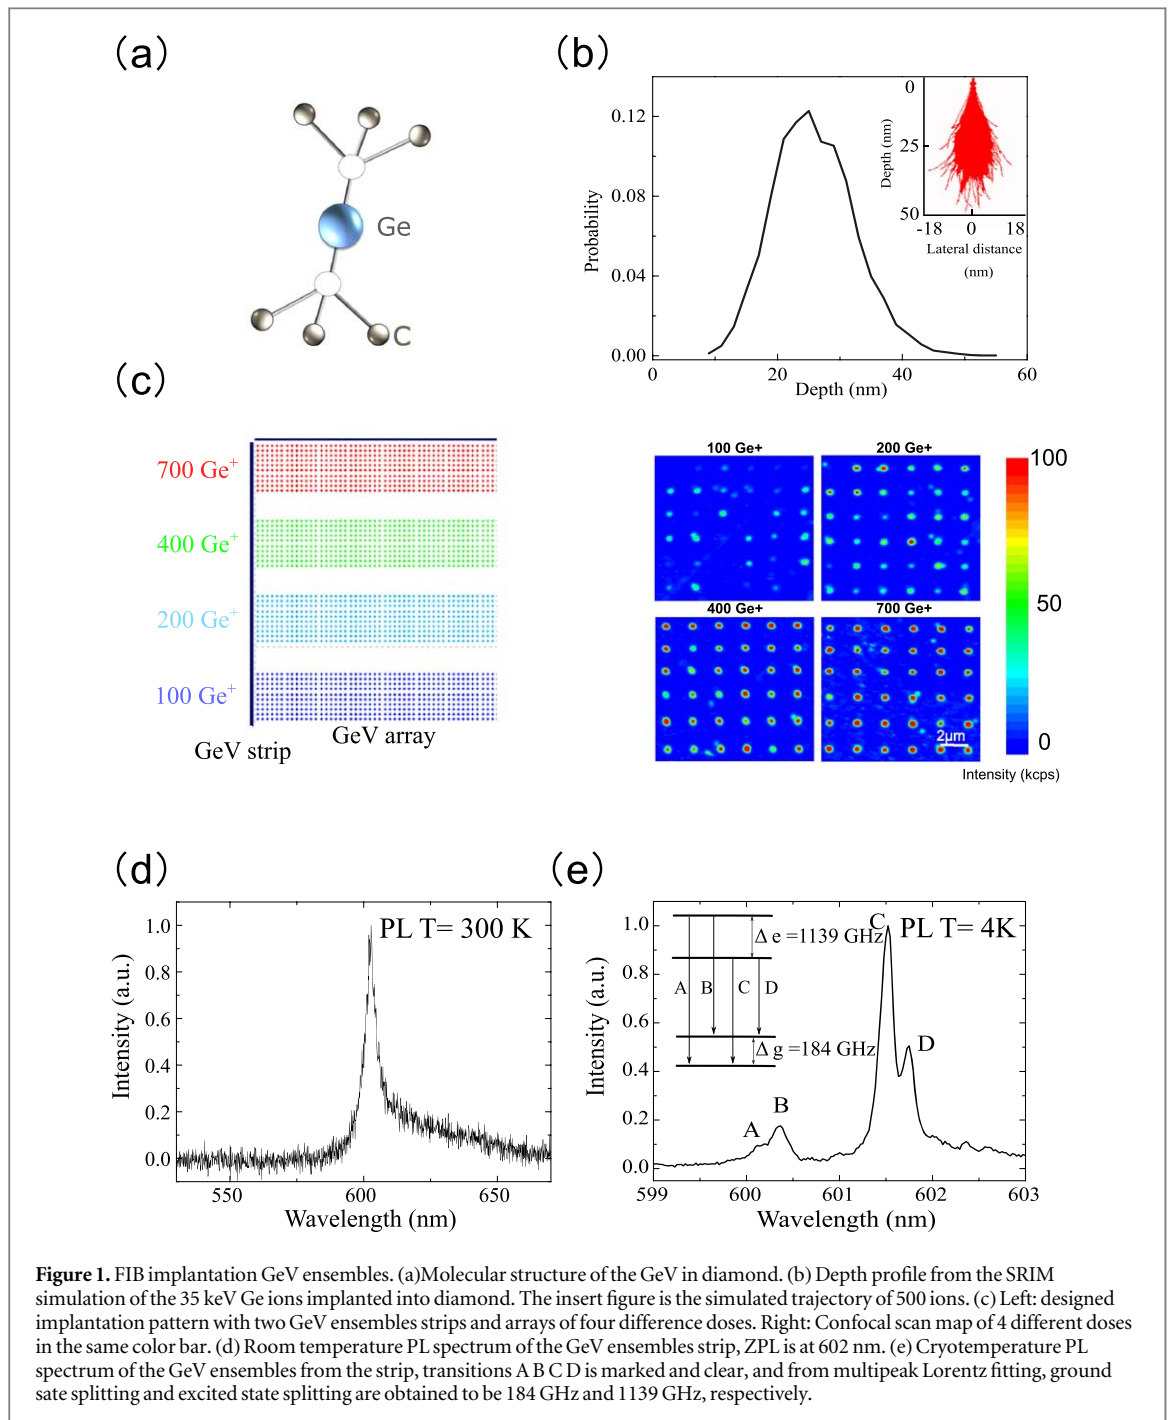 (a)
Ge
C
(b)
Probability
0.12
0.08
0.04
0.00
0
20
40
60
Depth (nm)
Depth (nm)
0
25
50
-18
0
18
Lateral distance
(nm)
(c)
700 Ge+
400 Ge+
200 Ge+
100 Ge+
GeV strip
GeV array
100 Ge+
200 Ge+
400 Ge+
700 Ge+
2μm
100
50
0
Intensity (kcps)
(d)
PL T= 300 K
Intensity (a.u.)
1.0
0.8
0.6
0.4
0.2
0.0
550
600
650
Wavelength (nm)
(e)
PL T= 4K
Intensity (a.u.)
1.0
0.8
0.6
0.4
0.2
0.0
Δ e =1139 GHz
A
B
C
D
Δ g =184 GHz
A
B
C
D
599
600
601
602
603
Wavelength (nm)
Figure 1. FIB implantation GeV ensembles. (a)Molecular structure of the GeV in diamond. (b) Depth profile from the SRIM
simulation of the 35 keV Ge ions implanted into diamond. The insert figure is the simulated trajectory of 500 ions. (c) Left: designed
implantation pattern with two GeV ensembles strips and arrays of four difference doses. Right: Confocal scan map of 4 different doses
in the same color bar. (d) Room temperature PL spectrum of the GeV ensembles strip, ZPL is at 602 nm. (e) Cryotemperature PL
spectrum of the GeV ensembles from the strip, transitions A B C D is marked and clear, and from multipeak Lorentz fitting, ground
sate splitting and excited state splitting are obtained to be 184 GHz and 1139 GHz, respectively.